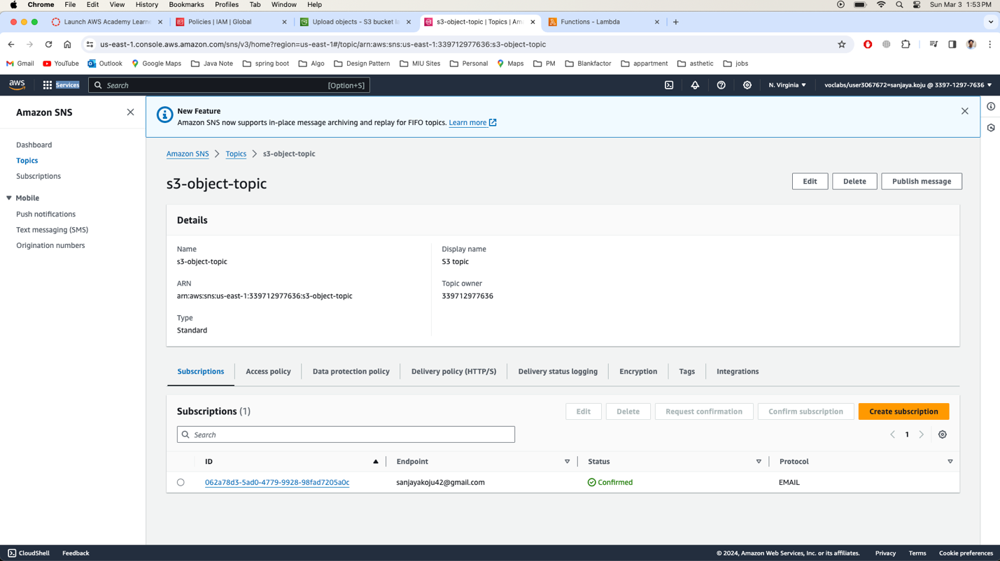 Chrome File Edit View History Bookmarks Profiles Tab Window Help Sun Mar 3 1:53 PM
Launch AWS Academy Learne Policies | IAM | Global Upload objects - S3 bucket s3-object-topic | Topics | Am Functions - Lambda
us-east-1.console.aws.amazon.com/sns/v3/home?region=us-east-1#/topic/arn:aws:sns:us-east-1:339712977636:s3-object-topic
Gmail YouTube Outlook Google Maps Java Note spring boot Algo Design Pattern MIU Sites Personal Maps PM Blankfactor appartment asthetic jobs
aws Services Search [Option+S] N. Virginia voclabs/user3067672=sanjaya.koju @ 3397-1297-7636
Amazon SNS
Dashboard
Topics
Subscriptions
Mobile
Push notifications
Text messaging (SMS)
Origination numbers
New Feature
Amazon SNS now supports in-place message archiving and replay for FIFO topics. Learn more
Amazon SNS Topics s3-object-topic
s3-object-topic Edit Delete Publish message
Details
Name
s3-object-topic
ARN
arn:aws:sns:us-east-1:339712977636:s3-object-topic
Type
Standard
Display name
S3 topic
Topic owner
339712977636
Subscriptions Access policy Data protection policy Delivery policy (HTTP/S) Delivery status logging Encryption Tags Integrations
Subscriptions (1) Edit Delete Request confirmation Confirm subscription Create subscription
Search 1
ID Endpoint Status Protocol
062a78d3-5ad0-4779-9928-98fad7205a0c sanjayakoju42@gmail.com Confirmed EMAIL
CloudShell Feedback © 2024, Amazon Web Services, Inc. or its affiliates. Privacy Terms Cookie preferences